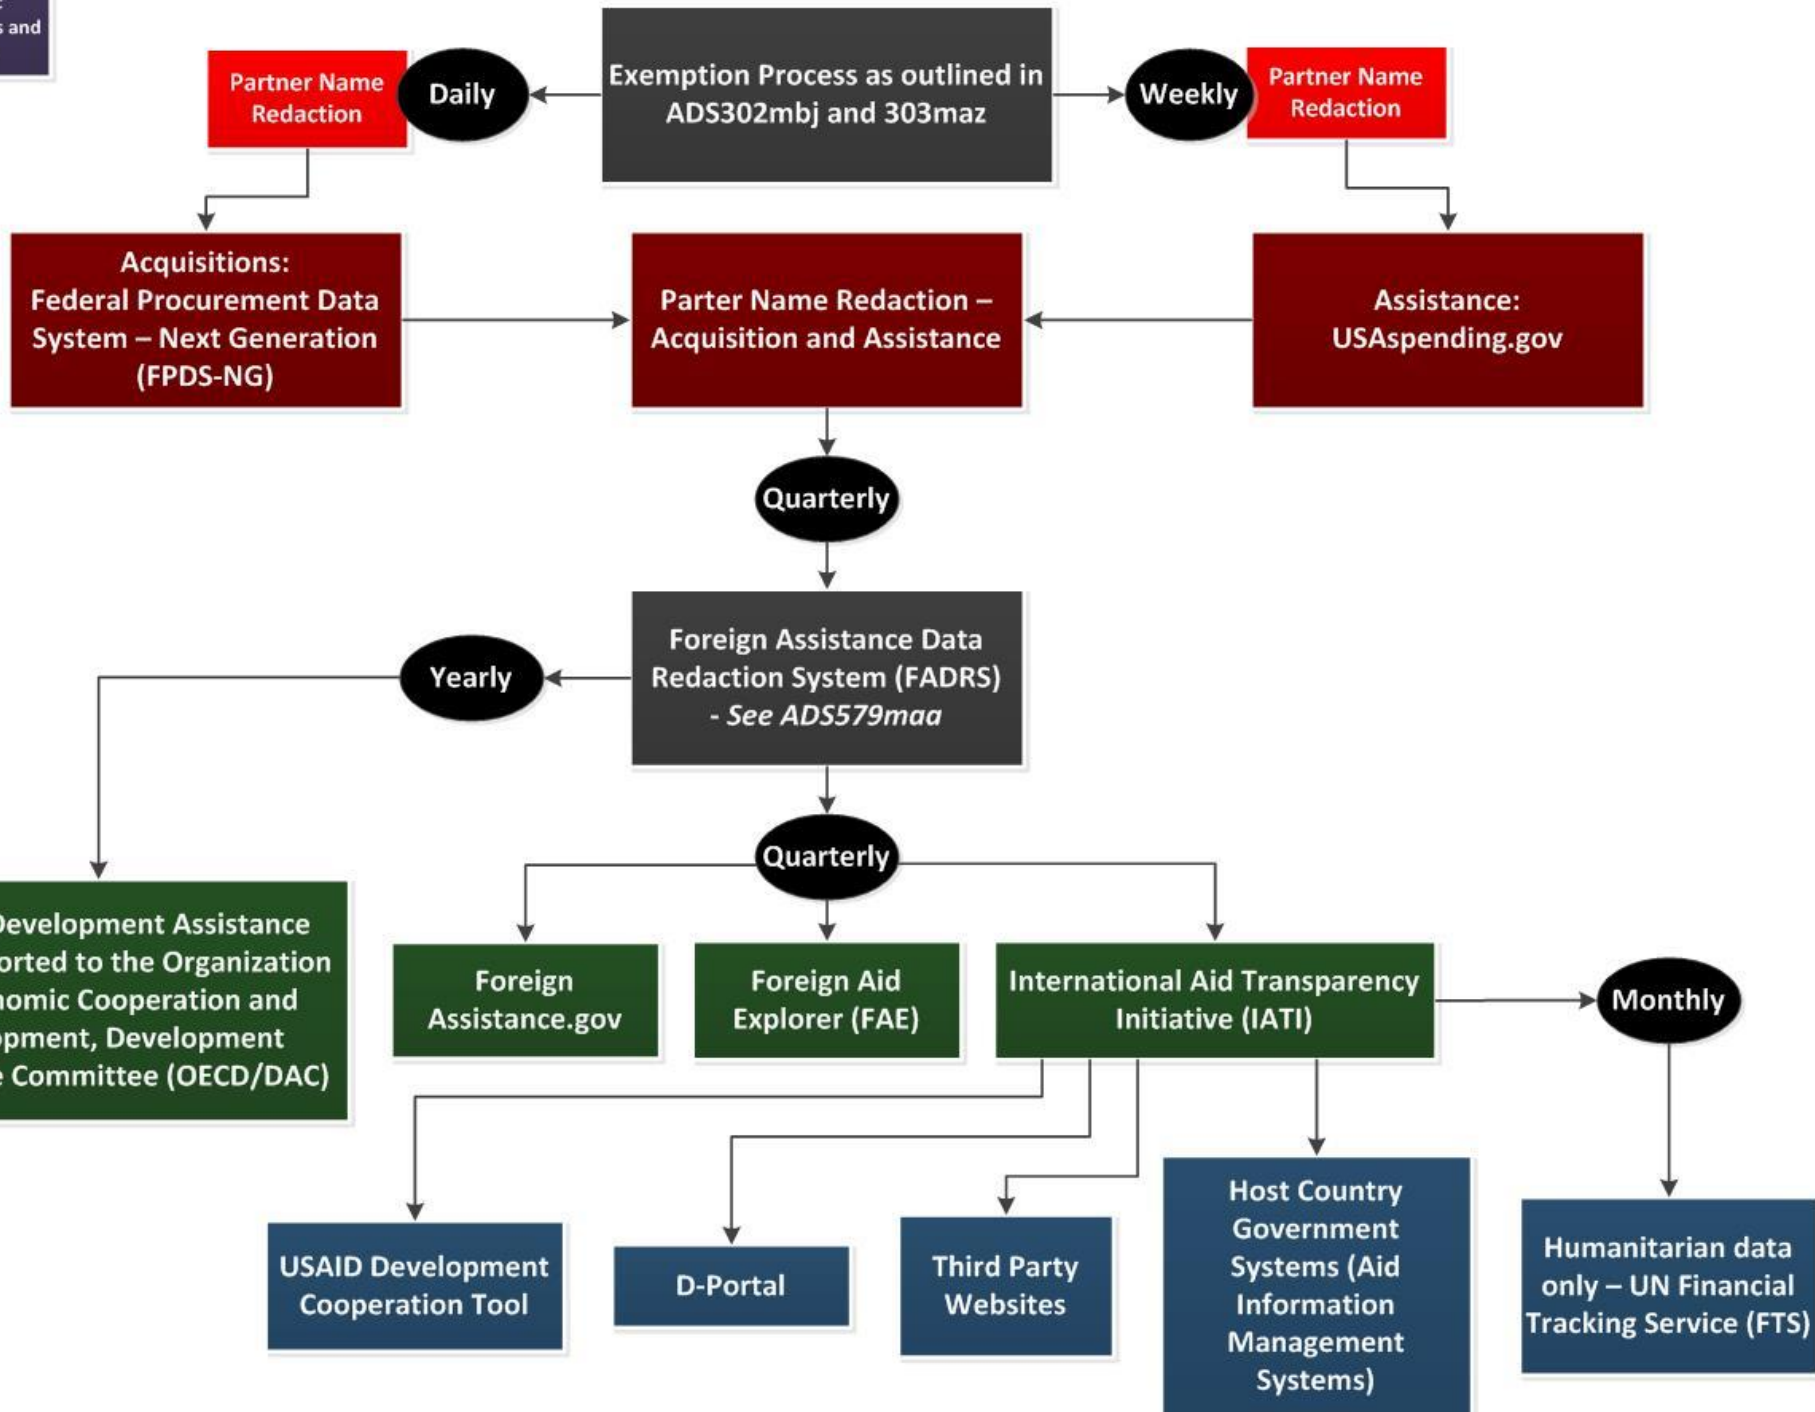 s and
Partner Name
Redaction
Daily
Exemption Process as outlined in
ADS302mbj and 303maz
Weekly
Partner Name
Redaction
Acquisitions:
Federal Procurement Data
System – Next Generation
(FPDS-NG)
Parter Name Redaction –
Acquisition and Assistance
Assistance:
USAspending.gov
Quarterly
Foreign Assistance Data
Redaction System (FADRS)
- See ADS579maa
Yearly
Quarterly
Development Assistance
orted to the Organization
nomic Cooperation and
opment, Development
e Committee (OECD/DAC)
Foreign
Assistance.gov
Foreign Aid
Explorer (FAE)
International Aid Transparency
Initiative (IATI)
Monthly
USAID Development
Cooperation Tool
D-Portal
Third Party
Websites
Host Country
Government
Systems (Aid
Information
Management
Systems)
Humanitarian data
only – UN Financial
Tracking Service (FTS)